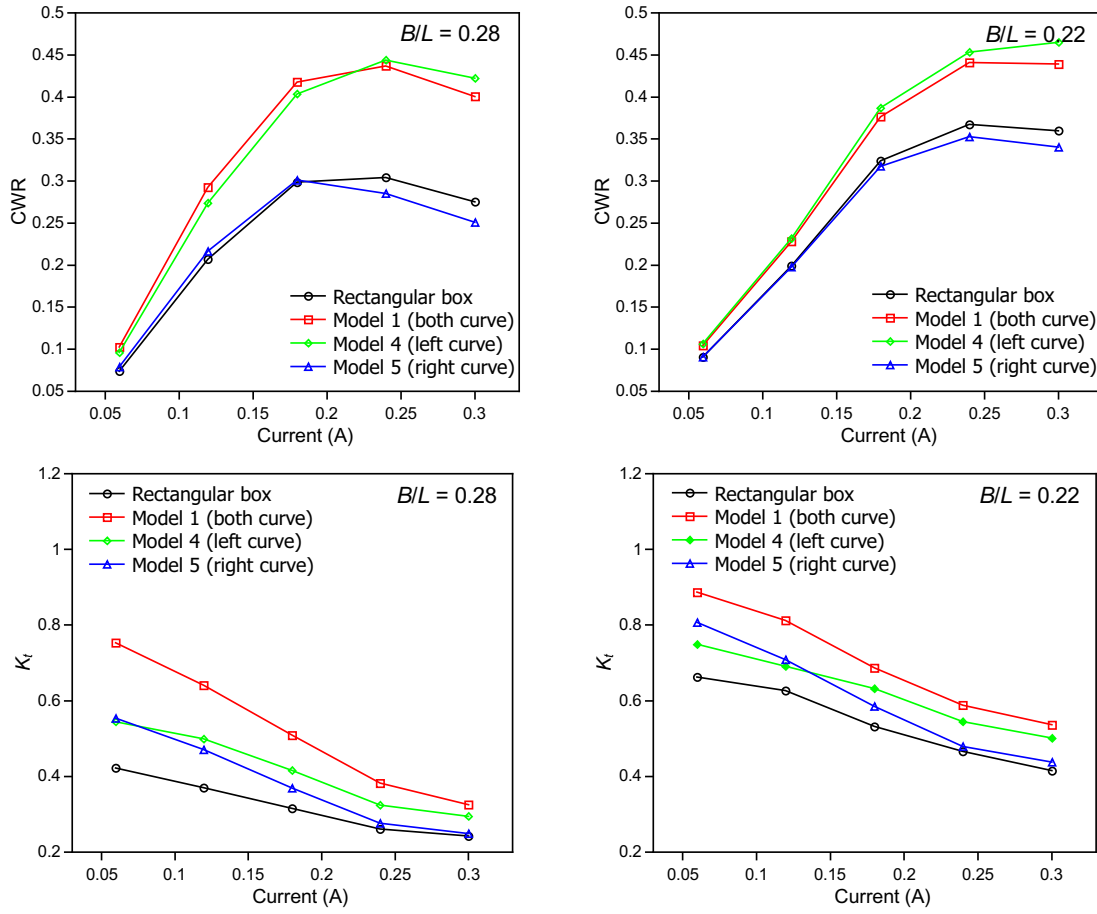 B/L = 0.28
0.5
0.45
0.4
0.35
0.3
0.25
0.2
0.15
0.1
0.05
CWR
Rectangular box
Model 1 (both curve)
Model 4 (left curve)
Model 5 (right curve)
0.05 0.1 0.15 0.2 0.25 0.3
Current (A)
B/L = 0.22
0.5
0.45
0.4
0.35
0.3
0.25
0.2
0.15
0.1
0.05
CWR
Rectangular box
Model 1 (both curve)
Model 4 (left curve)
Model 5 (right curve)
0.05 0.1 0.15 0.2 0.25 0.3
Current (A)
B/L = 0.28
Rectangular box
Model 1 (both curve)
Model 4 (left curve)
Model 5 (right curve)
1.2
1
0.8
0.6
0.4
0.2
Kt
0.05 0.1 0.15 0.2 0.25 0.3
Current (A)
B/L = 0.22
Rectangular box
Model 1 (both curve)
Model 4 (left curve)
Model 5 (right curve)
1.2
1
0.8
0.6
0.4
0.2
Kt
0.05 0.1 0.15 0.2 0.25 0.3
Current (A)